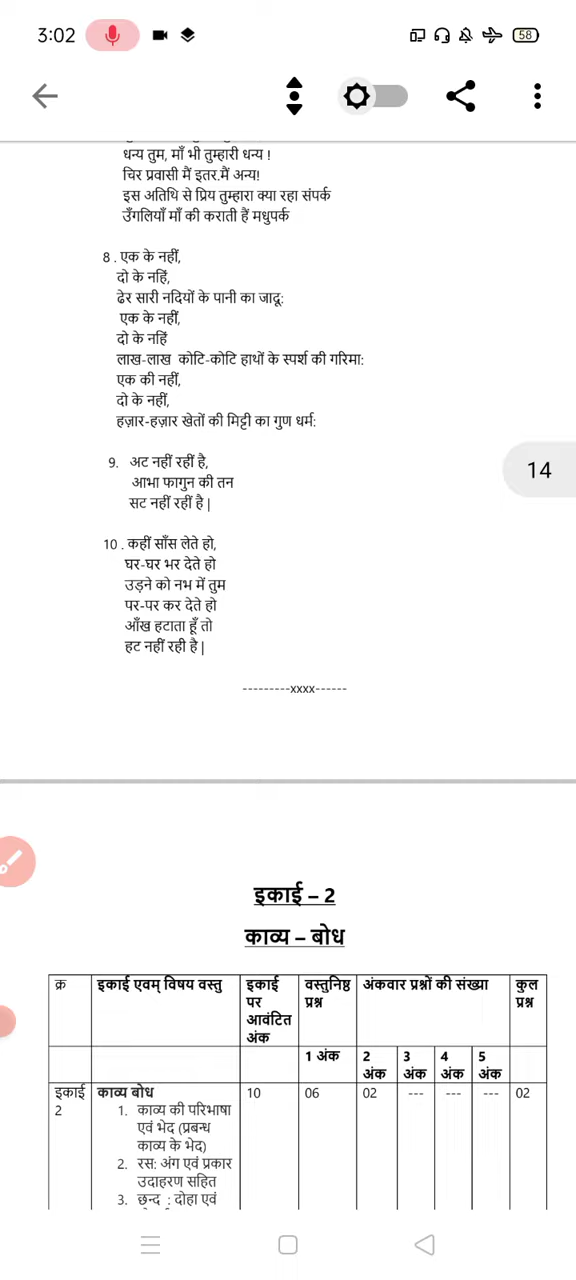 3:02
58
धन्य तुम, माँ भी तुम्हारी धन्य !
चिर प्रवासी मैं इतर.मैं अन्य!
इस अतिथि से प्रिय तुम्हारा क्या रहा संपर्क
उँगलियाँ माँ की कराती हैं मधुपर्क
8 . एक के नहीं,
दो के नहिं,
ढेर सारी नदियों के पानी का जादू:
एक के नहीं,
दो के नहि
लाख-लाख कोटि-कोटि हाथों के स्पर्श की गरिमा:
एक की नहीं,
दो के नहीं,
हज़ार-हज़ार खेतों की मिट्टी का गुण धर्म:
9. अट नहीं रहीं है,
आभा फागुन की तन
सट नहीं रहीं है |
14
10 . कहीं साँस लेते हो,
घर-घर भर देते हो
उड़ने को नभ में तुम
पर-पर कर देते हो
आँख हटाता हूँ तो
हट नहीं रही है |
---------xxxx------
इकाई – 2
काव्य – बोध
क्र इकाई एवम् विषय वस्तु इकाई पर आवंटित अंक वस्तुनिष्ठ प्रश्न अंकवार प्रश्नों की संख्या कुल प्रश्न
1 अंक 2 अंक 3 अंक 4 अंक 5 अंक
इकाई 2 काव्य बोध 10 06 02 --- --- --- 02
1. काव्य की परिभाषा
एवं भेद (प्रबन्ध
काव्य के भेद)
2. रस: अंग एवं प्रकार
उदाहरण सहित
3. छन्द : दोहा एवं